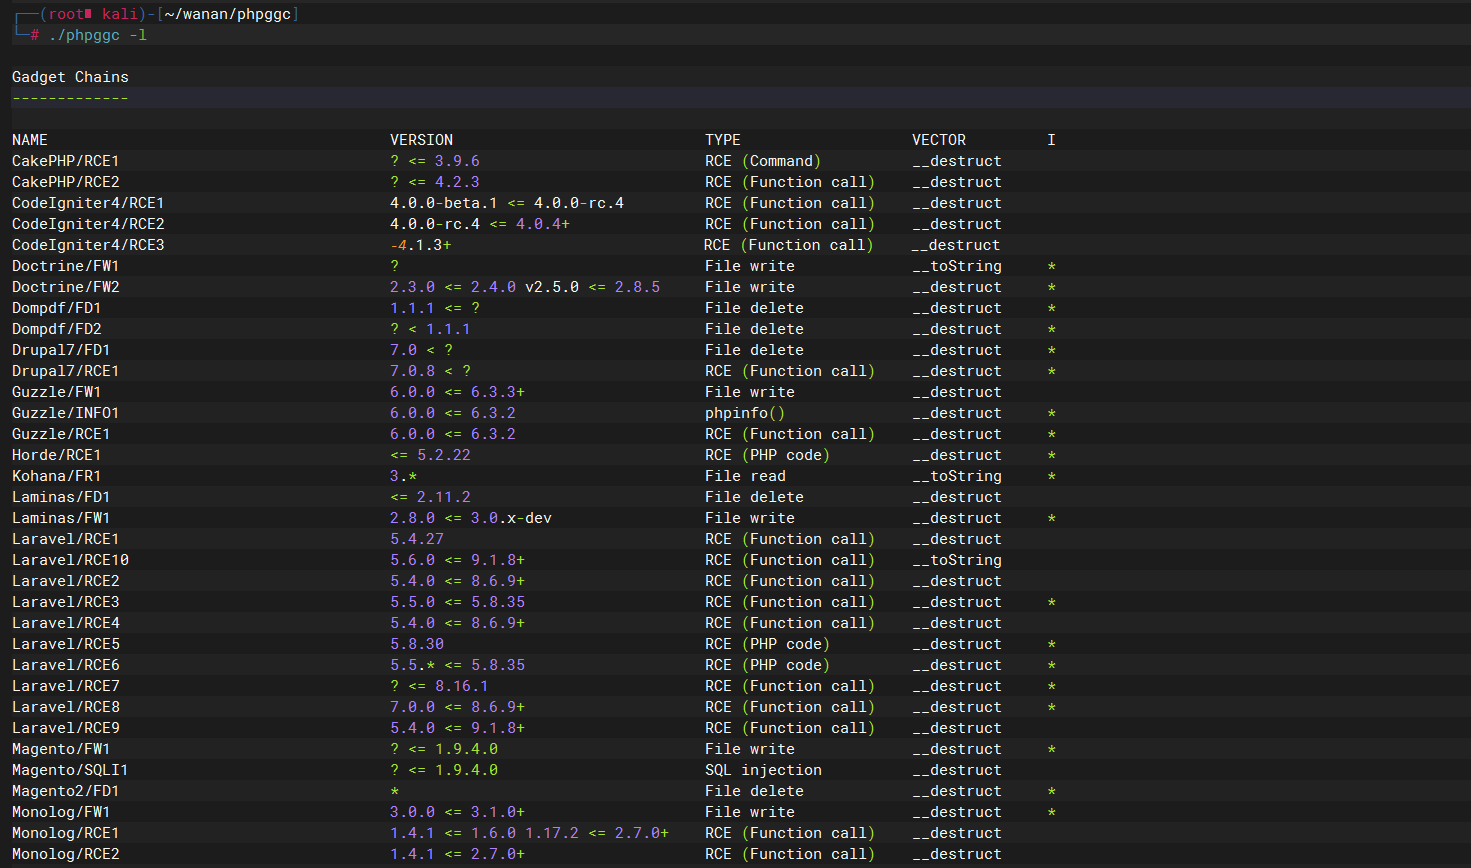 ┌──(root▮ kali)-[~/wanan/phpggc]
└─# ./phpggc -l
Gadget Chains
-------------
NAME VERSION TYPE VECTOR I
CakePHP/RCE1 ? <= 3.9.6 RCE (Command) __destruct
CakePHP/RCE2 ? <= 4.2.3 RCE (Function call) __destruct
CodeIgniter4/RCE1 4.0.0-beta.1 <= 4.0.0-rc.4 RCE (Function call) __destruct
CodeIgniter4/RCE2 4.0.0-rc.4 <= 4.0.4+ RCE (Function call) __destruct
CodeIgniter4/RCE3 -4.1.3+ RCE (Function call) __destruct
Doctrine/FW1 ? File write __toString *
Doctrine/FW2 2.3.0 <= 2.4.0 v2.5.0 <= 2.8.5 File write __destruct *
Dompdf/FD1 1.1.1 <= ? File delete __destruct *
Dompdf/FD2 ? < 1.1.1 File delete __destruct *
Drupal7/FD1 7.0 < ? File delete __destruct *
Drupal7/RCE1 7.0.8 < ? RCE (Function call) __destruct *
Guzzle/FW1 6.0.0 <= 6.3.3+ File write __destruct
Guzzle/INFO1 6.0.0 <= 6.3.2 phpinfo() __destruct *
Guzzle/RCE1 6.0.0 <= 6.3.2 RCE (Function call) __destruct *
Horde/RCE1 <= 5.2.22 RCE (PHP code) __destruct *
Kohana/FR1 3.* File read __toString *
Laminas/FD1 <= 2.11.2 File delete __destruct
Laminas/FW1 2.8.0 <= 3.0.x-dev File write __destruct *
Laravel/RCE1 5.4.27 RCE (Function call) __destruct
Laravel/RCE10 5.6.0 <= 9.1.8+ RCE (Function call) __toString
Laravel/RCE2 5.4.0 <= 8.6.9+ RCE (Function call) __destruct
Laravel/RCE3 5.5.0 <= 5.8.35 RCE (Function call) __destruct *
Laravel/RCE4 5.4.0 <= 8.6.9+ RCE (Function call) __destruct
Laravel/RCE5 5.8.30 RCE (PHP code) __destruct *
Laravel/RCE6 5.5.* <= 5.8.35 RCE (PHP code) __destruct *
Laravel/RCE7 ? <= 8.16.1 RCE (Function call) __destruct *
Laravel/RCE8 7.0.0 <= 8.6.9+ RCE (Function call) __destruct *
Laravel/RCE9 5.4.0 <= 9.1.8+ RCE (Function call) __destruct
Magento/FW1 ? <= 1.9.4.0 File write __destruct *
Magento/SQLI1 ? <= 1.9.4.0 SQL injection __destruct
Magento2/FD1 * File delete __destruct *
Monolog/FW1 3.0.0 <= 3.1.0+ File write __destruct *
Monolog/RCE1 1.4.1 <= 1.6.0 1.17.2 <= 2.7.0+ RCE (Function call) __destruct
Monolog/RCE2 1.4.1 <= 2.7.0+ RCE (Function call) __destruct